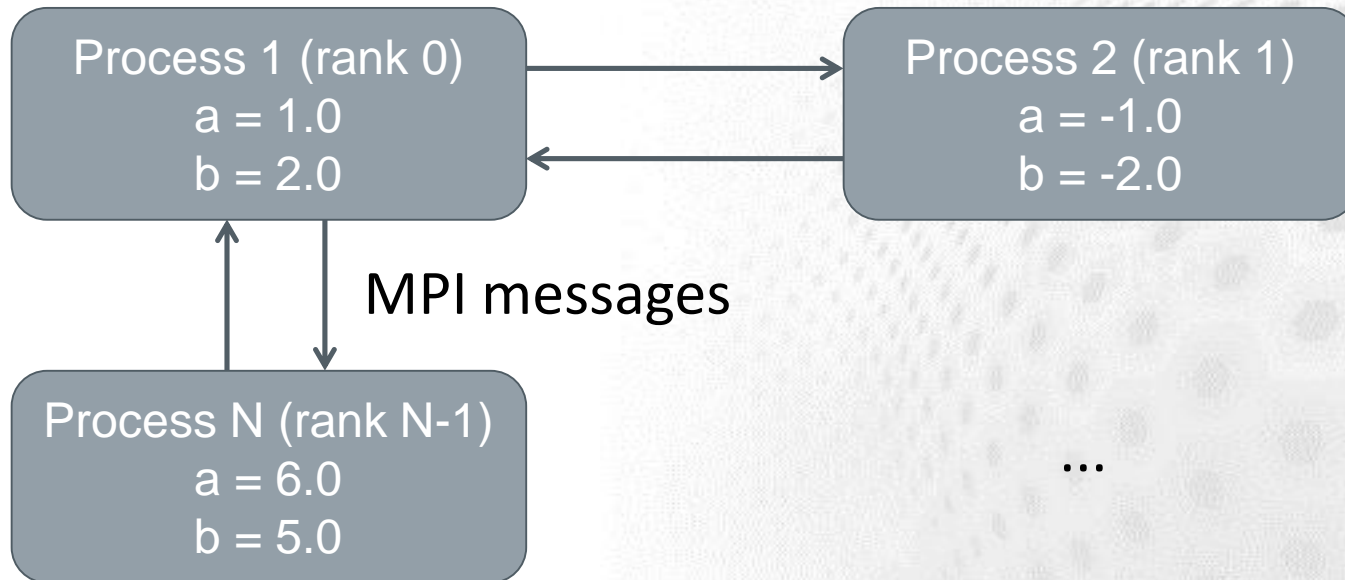 Process 1 (rank 0)
a = 1.0
b = 2.0
Process 2 (rank 1)
a = -1.0
b = -2.0
MPI messages
Process N (rank N-1)
a = 6.0
b = 5.0
...